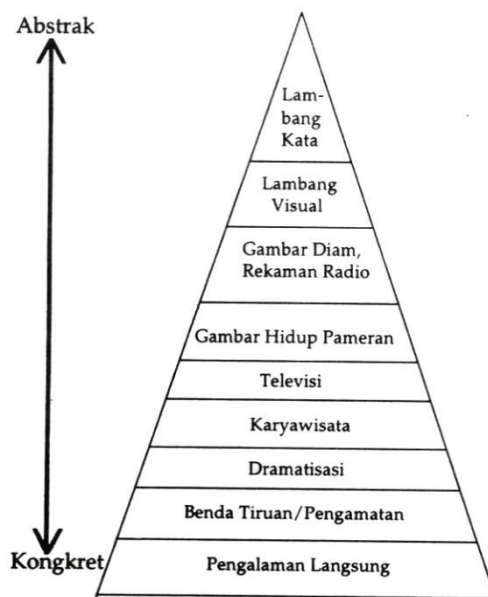 Abstrak
Lam-
bang
Kata
Lambang
Visual
Gambar Diam,
Rekaman Radio
Gambar Hidup Pameran
Televisi
Karyawisata
Dramatisasi
Benda Tiruan/Pengamatan
Kongkret
Pengalaman Langsung